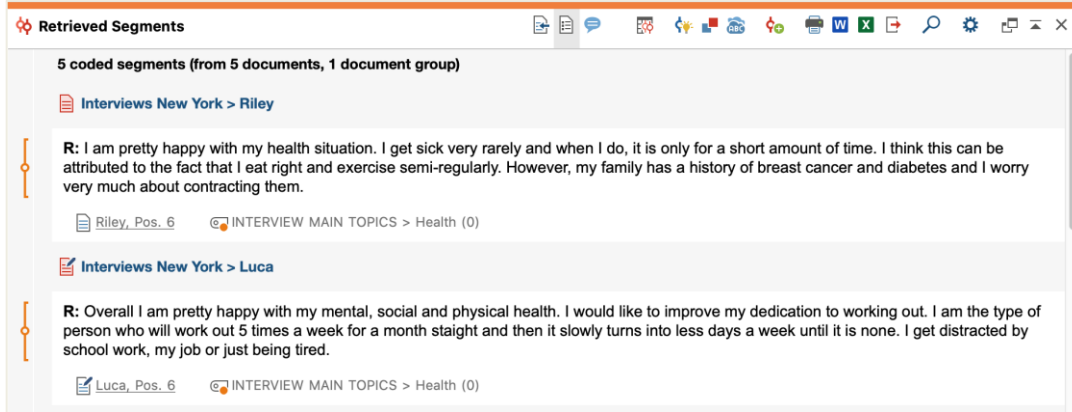 Retrieved Segments
5 coded segments (from 5 documents, 1 document group)
Interviews New York > Riley
R: I am pretty happy with my health situation. I get sick very rarely and when I do, it is only for a short amount of time. I think this can be
attributed to the fact that I eat right and exercise semi-regularly. However, my family has a history of breast cancer and diabetes and I worry
very much about contracting them.
Riley, Pos. 6 INTERVIEW MAIN TOPICS > Health (0)
Interviews New York > Luca
R: Overall I am pretty happy with my mental, social and physical health. I would like to improve my dedication to working out. I am the type of
person who will work out 5 times a week for a month staight and then it slowly turns into less days a week until it is none. I get distracted by
school work, my job or just being tired.
Luca, Pos. 6 INTERVIEW MAIN TOPICS > Health (0)